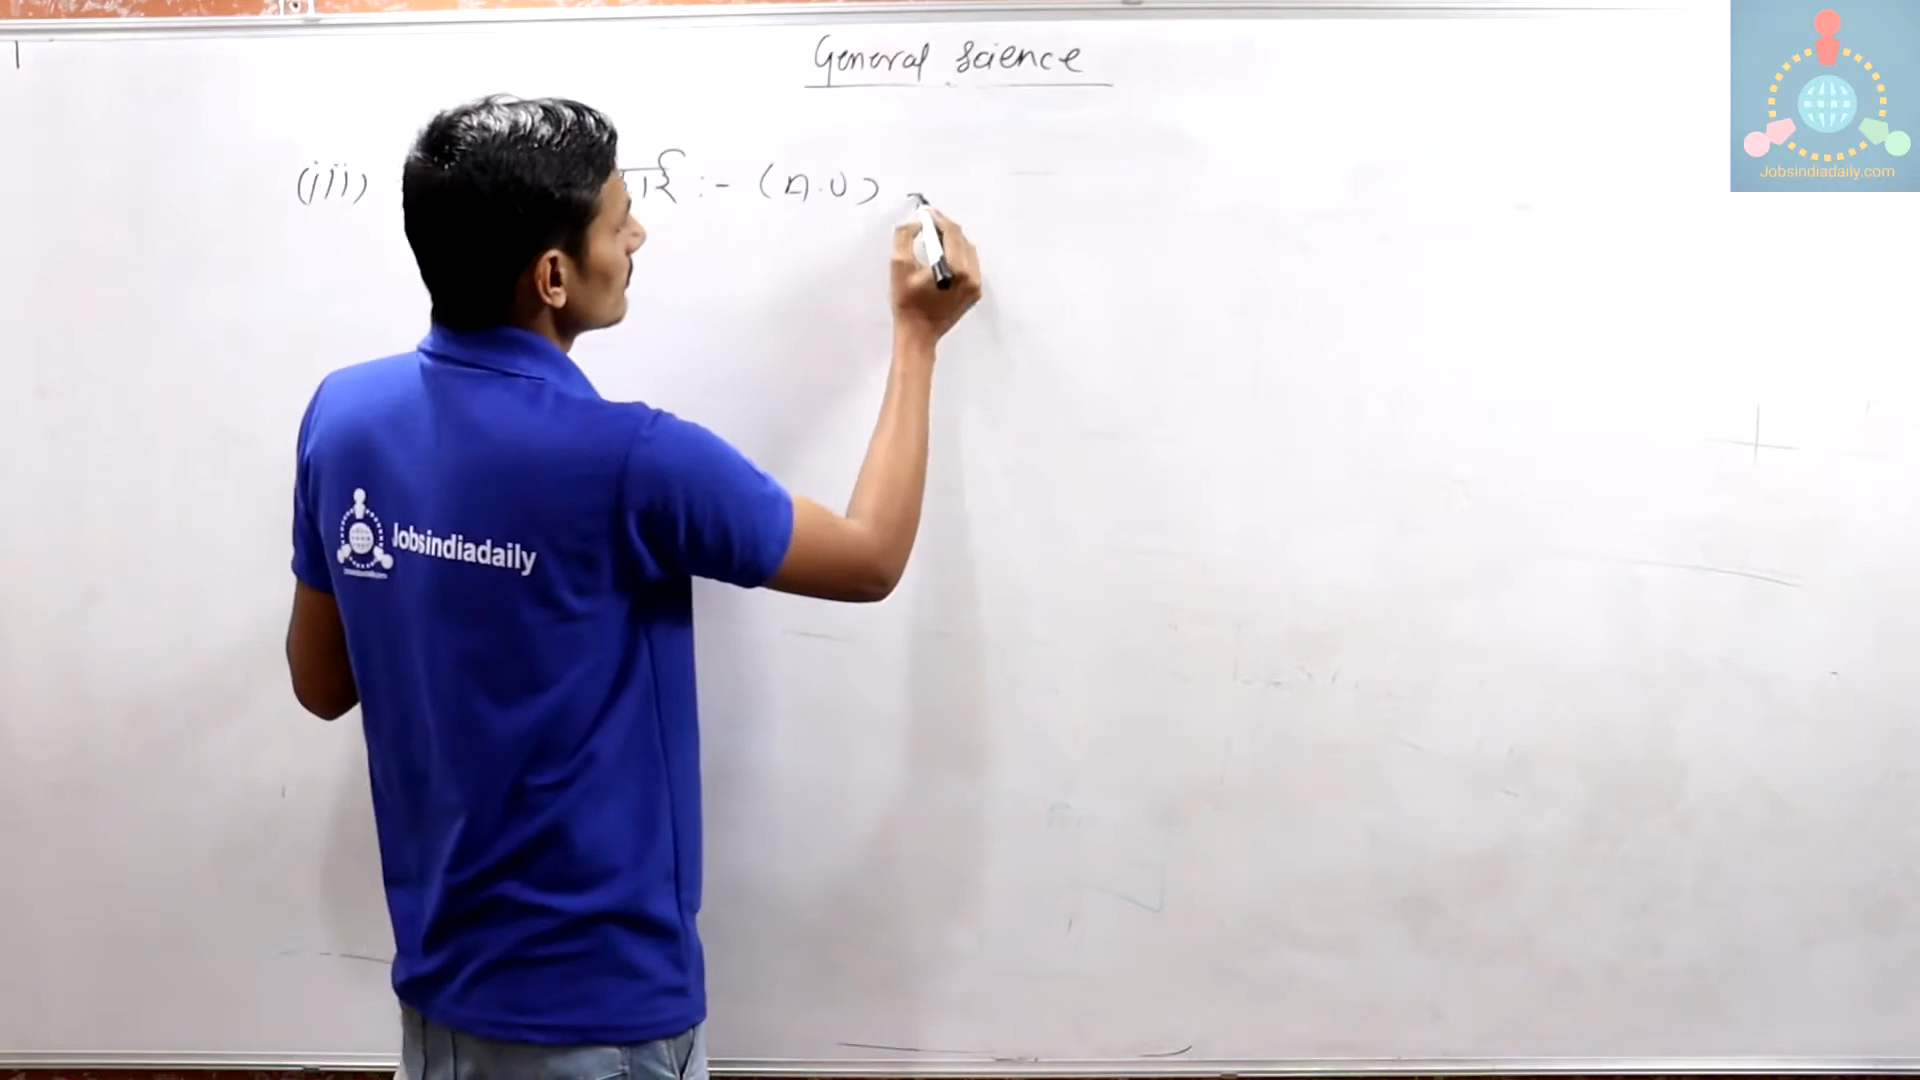 General Science
(iii) :- (A.U)
Jobsindiadaily
Jobsindiadaily.com